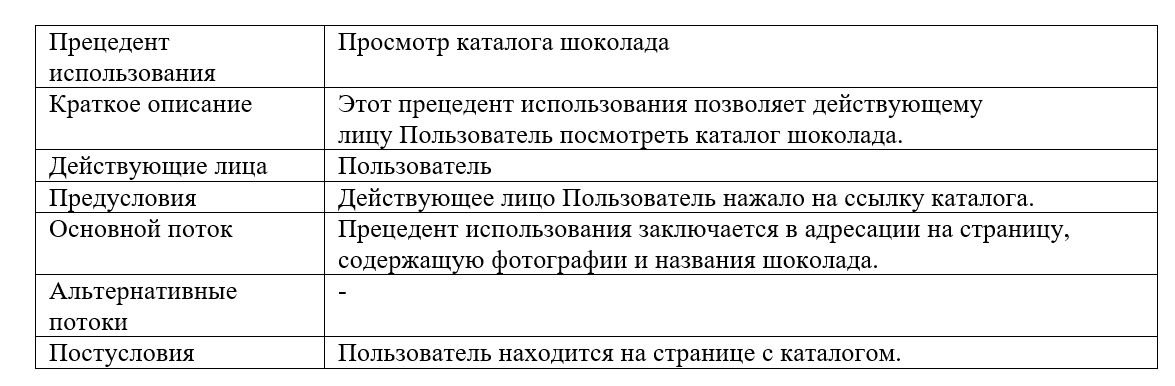 Прецедент использования
Просмотр каталога шоколада
Краткое описание
Этот прецедент использования позволяет действующему
лицу Пользователь посмотреть каталог шоколада.
Действующие лица
Пользователь
Предусловия
Действующее лицо Пользователь нажало на ссылку каталога.
Основной поток
Прецедент использования заключается в адресации на страницу,
содержащую фотографии и названия шоколада.
Альтернативные
потоки
-
Постусловия
Пользователь находится на странице с каталогом.